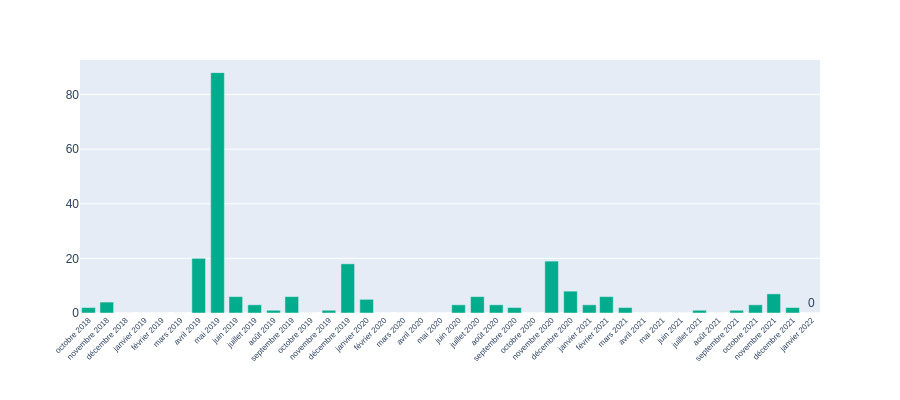 80
60
40
20
0
0
octobre 2018
novembre 2018
décembre 2018
janvier 2019
février 2019
mars 2019
avril 2019
mai 2019
juin 2019
juillet 2019
août 2019
septembre 2019
octobre 2019
novembre 2019
décembre 2019
janvier 2020
février 2020
mars 2020
avril 2020
mai 2020
juin 2020
juillet 2020
août 2020
septembre 2020
octobre 2020
novembre 2020
décembre 2020
janvier 2021
février 2021
mars 2021
avril 2021
mai 2021
juin 2021
juillet 2021
août 2021
septembre 2021
octobre 2021
novembre 2021
décembre 2021
janvier 2022